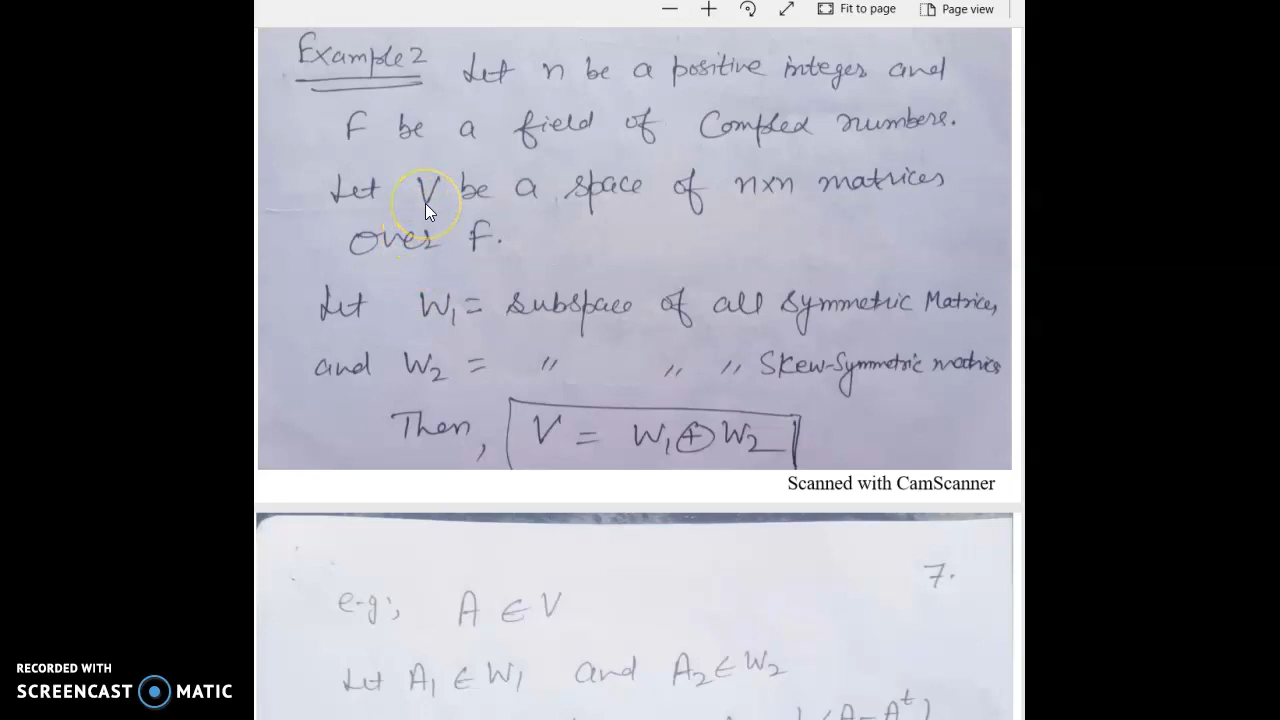 Fit to page Page view
Example 2 Let n be a positive integer and
F be a field of Complex numbers.
Let V be a space of n×n matrices
over F.
Let W₁ = subspace of all Symmetric Matrices
and W₂ = " " " Skew-Symmetric matrices
Then, V = W₁ ⊕ W₂
Scanned with CamScanner
7.
e.g; A ∈ V
Let A₁ ∈ W₁ and A₂ ∈ W₂
(A - Aᵗ)
RECORDED WITH
SCREENCAST MATIC